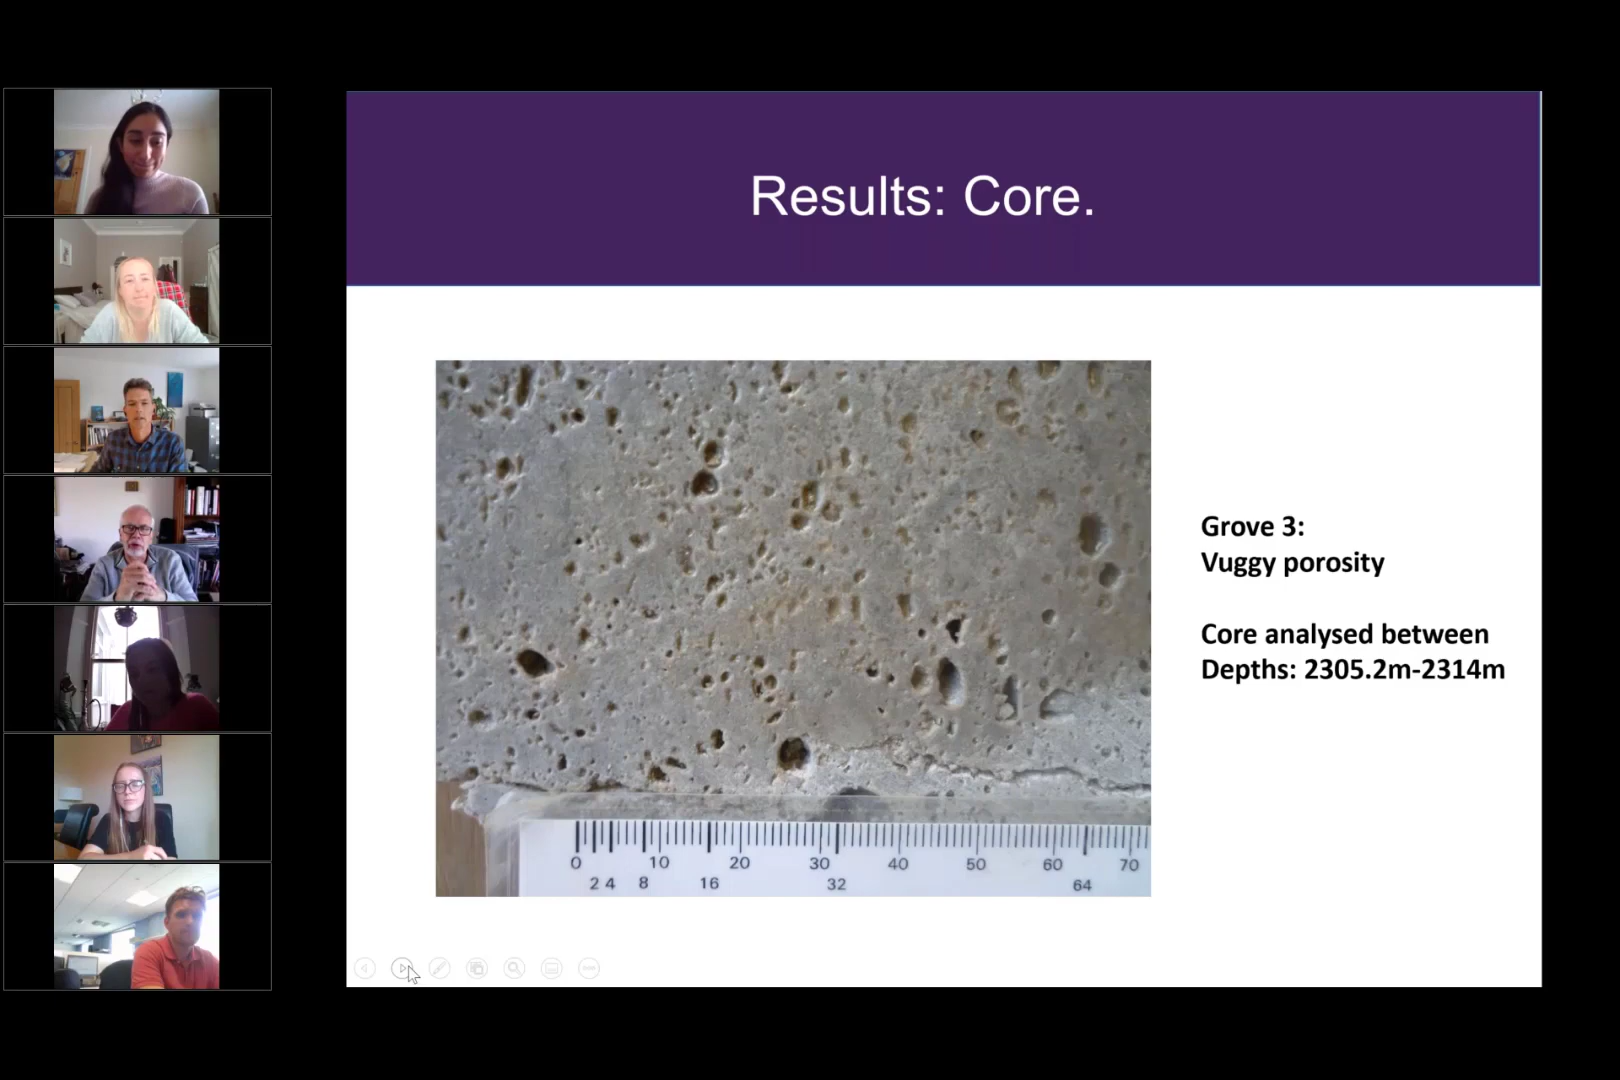 Results: Core.
Grove 3:
Vuggy porosity
Core analysed between
Depths: 2305.2m-2314m
0 10 20 30 40 50 60 70
2 4 8 16 32 64